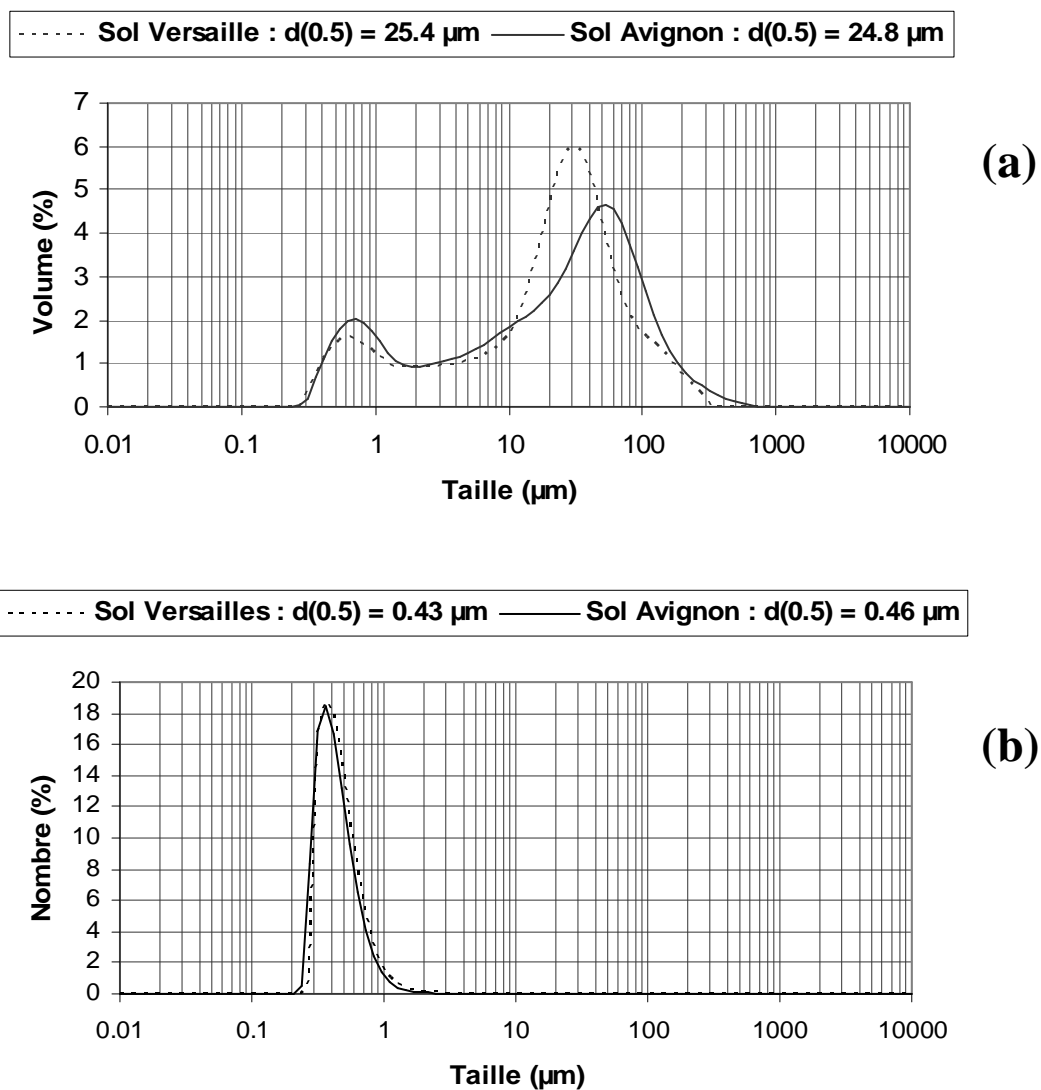 Sol Versaille : d(0.5) = 25.4 µm Sol Avignon : d(0.5) = 24.8 µm
7
6
5
4
3
2
1
0
Volume (%)
0.01 0.1 1 10 100 1000 10000
Taille (µm)
(a)
Sol Versailles : d(0.5) = 0.43 µm Sol Avignon : d(0.5) = 0.46 µm
20
18
16
14
12
10
8
6
4
2
0
Nombre (%)
0.01 0.1 1 10 100 1000 10000
Taille (µm)
(b)